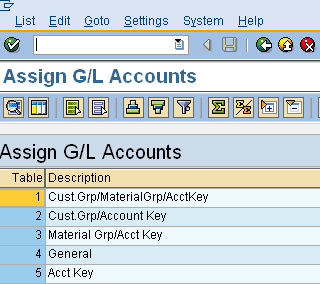 List Edit Goto Settings System Help
Assign G/L Accounts
Assign G/L Accounts
Table Description
1 Cust.Grp/MaterialGrp/AcctKey
2 Cust.Grp/Account Key
3 Material Grp/Acct Key
4 General
5 Acct Key